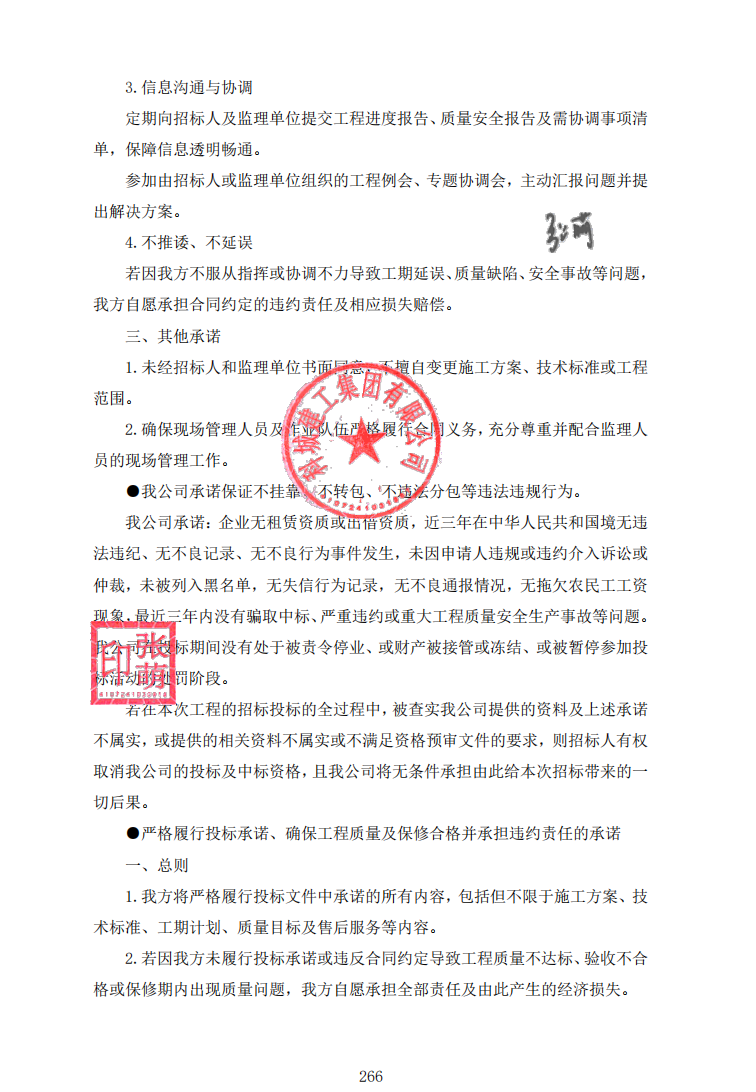 3.信息沟通与协调
定期向招标人及监理单位提交工程进度报告、质量安全报告及需协调事项清
单，保障信息透明畅通。
参加由招标人或监理单位组织的工程例会、专题协调会，主动汇报问题并提
出解决方案。
4.不推诿、不延误
若因我方不服从指挥或协调不力导致工期延误、质量缺陷、安全事故等问题，
我方自愿承担合同约定的违约责任及相应损失赔偿。
三、其他承诺
1.未经招标人和监理单位书面同意，不擅自变更施工方案、技术标准或工程
范围。
科城建工集团有限公司
2.确保现场管理人员及作业队伍严格履行合同义务，充分尊重并配合监理人
员的现场管理工作。
●我公司承诺保证不挂靠、不转包、不违法分包等违法违规行为。
我公司承诺：企业无租赁资质或出借资质，近三年在中华人民共和国境无违
法违纪、无不良记录、无不良行为事件发生，未因申请人违规或违约介入诉讼或
仲裁，未被列入黑名单，无失信行为记录，无不良通报情况，无拖欠农民工工资
现象，最近三年内没有骗取中标、严重违约或重大工程质量安全生产事故等问题。
我公司在投标期间没有处于被责令停业、或财产被接管或冻结、或被暂停参加投
标活动的处罚阶段。
若在本次工程的招标投标的全过程中，被查实我公司提供的资料及上述承诺
不属实，或提供的相关资料不属实或不满足资格预审文件的要求，则招标人有权
取消我公司的投标及中标资格，且我公司将无条件承担由此给本次招标带来的一
切后果。
●严格履行投标承诺、确保工程质量及保修合格并承担违约责任的承诺
一、总则
1.我方将严格履行投标文件中承诺的所有内容，包括但不限于施工方案、技
术标准、工期计划、质量目标及售后服务等内容。
2.若因我方未履行投标承诺或违反合同约定导致工程质量不达标、验收不合
格或保修期内出现质量问题，我方自愿承担全部责任及由此产生的经济损失。
266